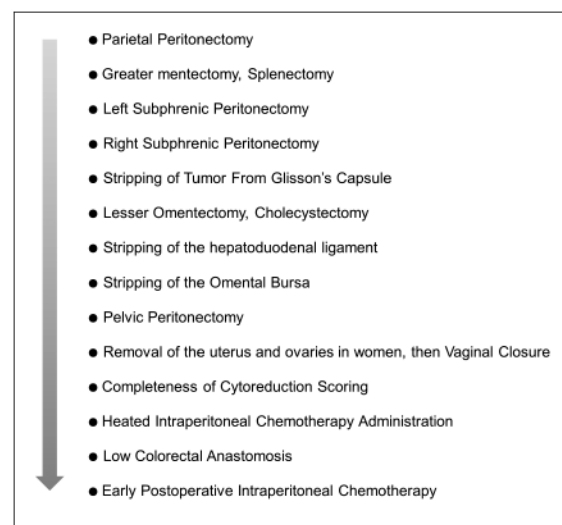 ● Parietal Peritonectomy
● Greater mentectomy, Splenectomy
● Left Subphrenic Peritonectomy
● Right Subphrenic Peritonectomy
● Stripping of Tumor From Glisson's Capsule
● Lesser Omentectomy, Cholecystectomy
● Stripping of the hepatoduodenal ligament
● Stripping of the Omental Bursa
● Pelvic Peritonectomy
● Removal of the uterus and ovaries in women, then Vaginal Closure
● Completeness of Cytoreduction Scoring
● Heated Intraperitoneal Chemotherapy Administration
● Low Colorectal Anastomosis
● Early Postoperative Intraperitoneal Chemotherapy